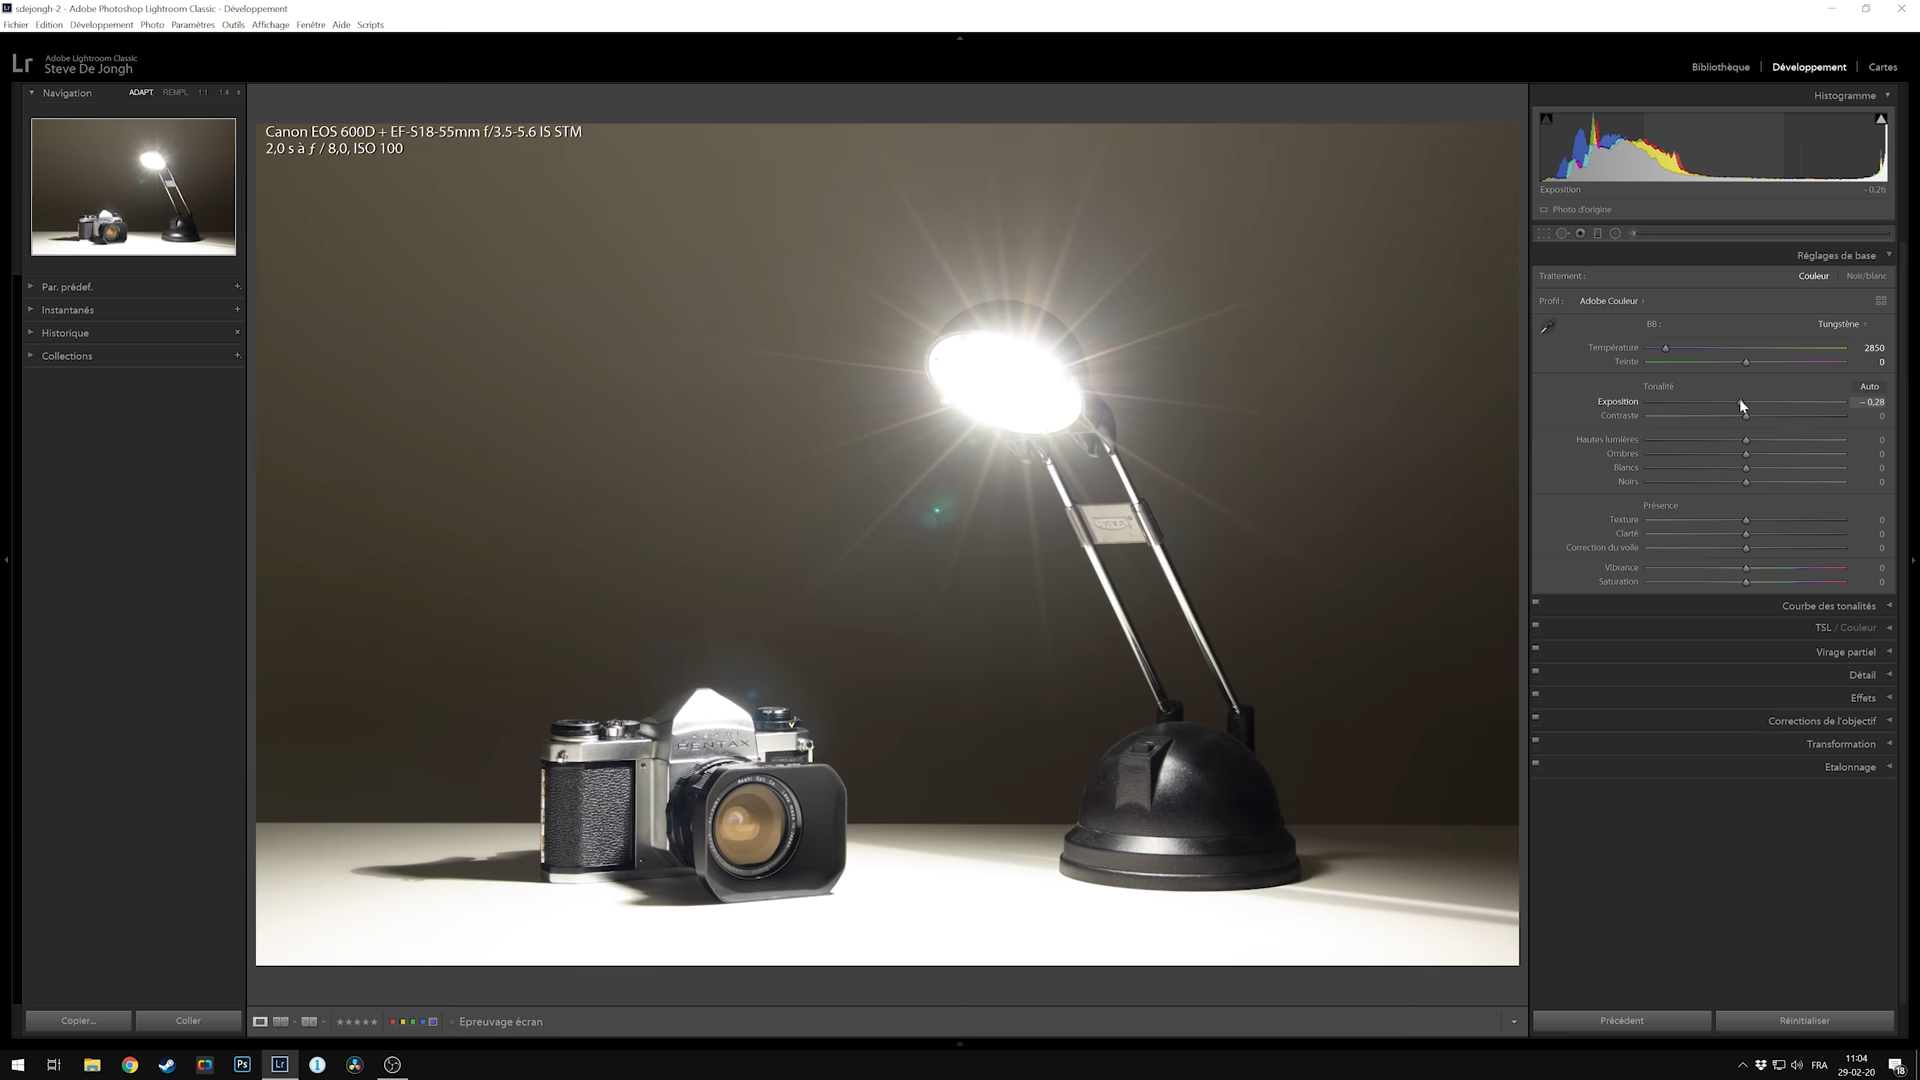 sdejongh-2 - Adobe Photoshop Lightroom Classic - Développement
Fichier Edition Développement Photo Paramètres Outils Affichage Fenêtre Aide Scripts
Lr
Adobe Lightroom Classic
Steve De Jongh
Bibliothèque | Développement | Cartes
Navigation ADAPT. REMPL. 1:1 1:4
Par. prédef.
Instantanés
Historique
Collections
Canon EOS 600D + EF-S18-55mm f/3.5-5.6 IS STM
2,0 s à ƒ / 8,0, ISO 100
IKEA
PENTAX
Histogramme
Exposition - 0,26
Photo d'origine
Réglages de base
Traitement : Couleur Noir/blanc
Profil : Adobe Couleur
BB : Tungstène
Température 2850
Teinte 0
Tonalité Auto
Exposition – 0,28
Contraste 0
Hautes lumières 0
Ombres 0
Blancs 0
Noirs 0
Présence
Texture 0
Clarté 0
Correction du voile 0
Vibrance 0
Saturation 0
Courbe des tonalités
TSL / Couleur
Virage partiel
Détail
Effets
Corrections de l'objectif
Transformation
Etalonnage
Copier... Coller
Epreuvage écran
Précédent Réinitialiser
Ps Lr
FRA
11:04
29-02-20
18